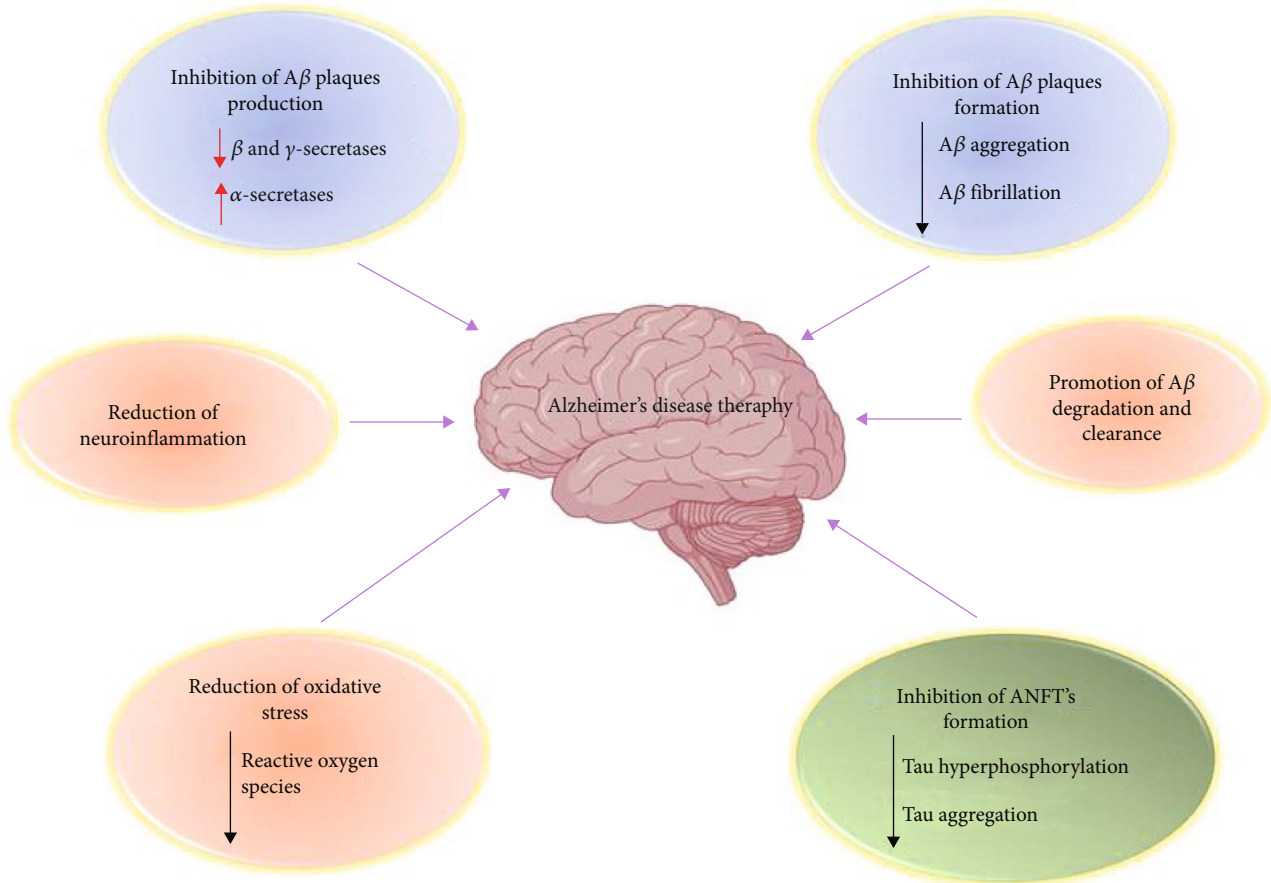 Inhibition of Aβ plaques
production
β and γ-secretases
α-secretases
Inhibition of Aβ plaques
formation
Aβ aggregation
Aβ fibrillation
Reduction of
neuroinflammation
Alzheimer's disease theraphy
Promotion of Aβ
degradation and
clearance
Reduction of oxidative
stress
Reactive oxygen
species
Inhibition of ANFT's
formation
Tau hyperphosphorylation
Tau aggregation